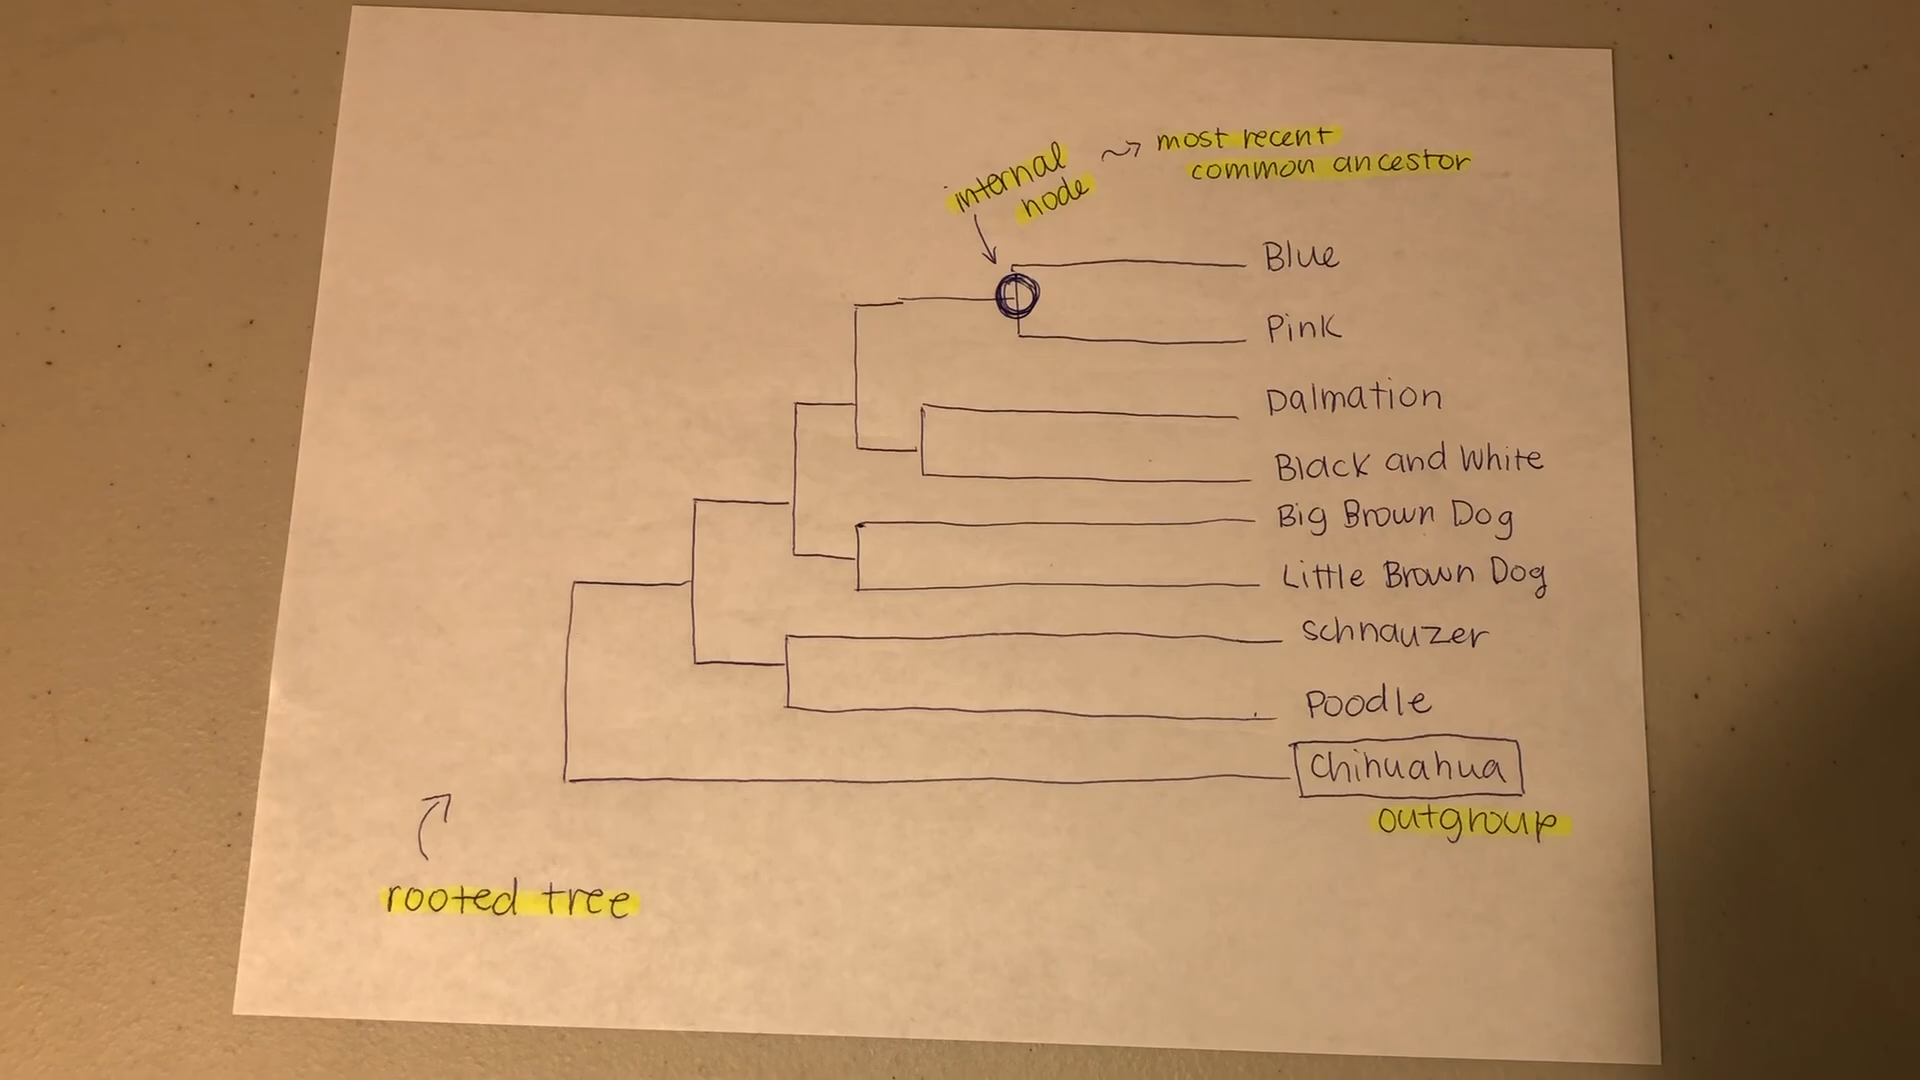 internal
node
most recent
common ancestor
Blue
Pink
Dalmation
Black and White
Big Brown Dog
Little Brown Dog
schnauzer
Poodle
Chihuahua
outgroup
rooted tree